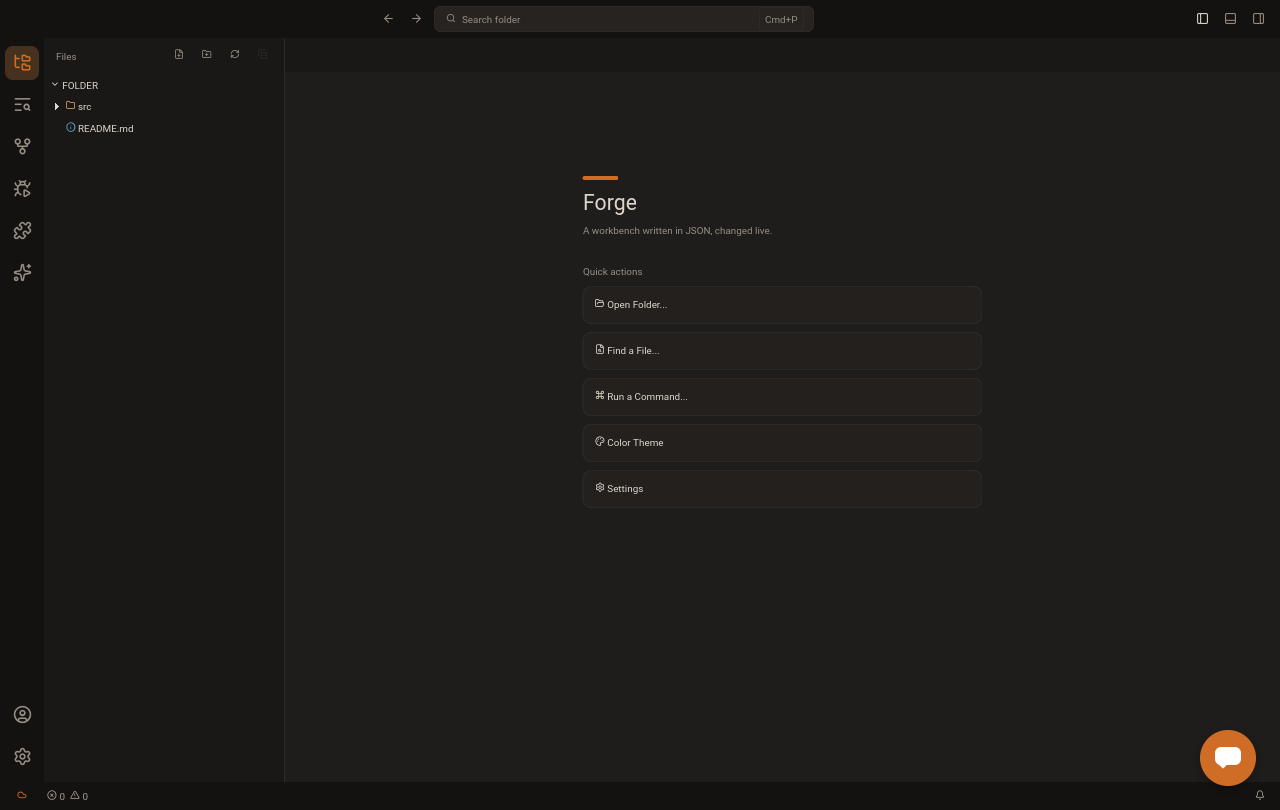 Search folder Cmd+P
Files
FOLDER
src
README.md
Forge
A workbench written in JSON, changed live.
Quick actions
Open Folder...
Find a File...
Run a Command...
Color Theme
Settings
0 0